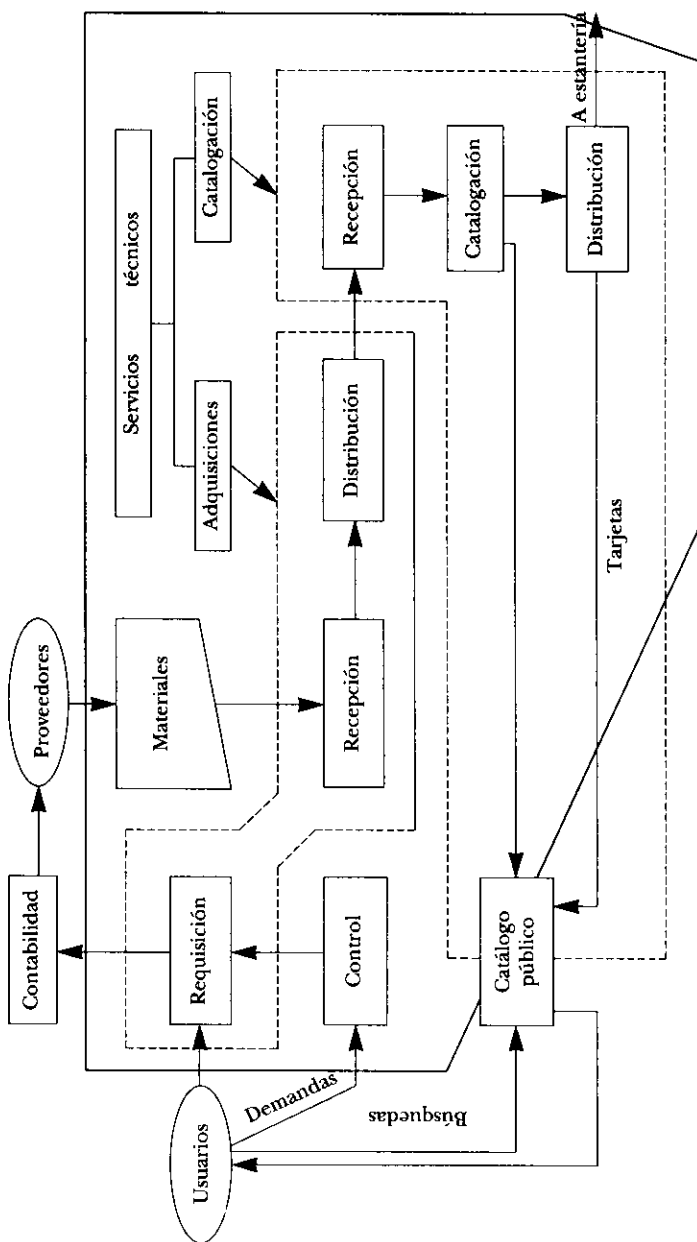 Contabilidad
Proveedores
Servicios técnicos
Materiales
Adquisiciones
Catalogación
Usuarios
Requisición
Demandas
Control
Recepción
Distribución
Recepción
Búsquedas
Catálogo
público
Catalogación
Tarjetas
Distribución
A estantería